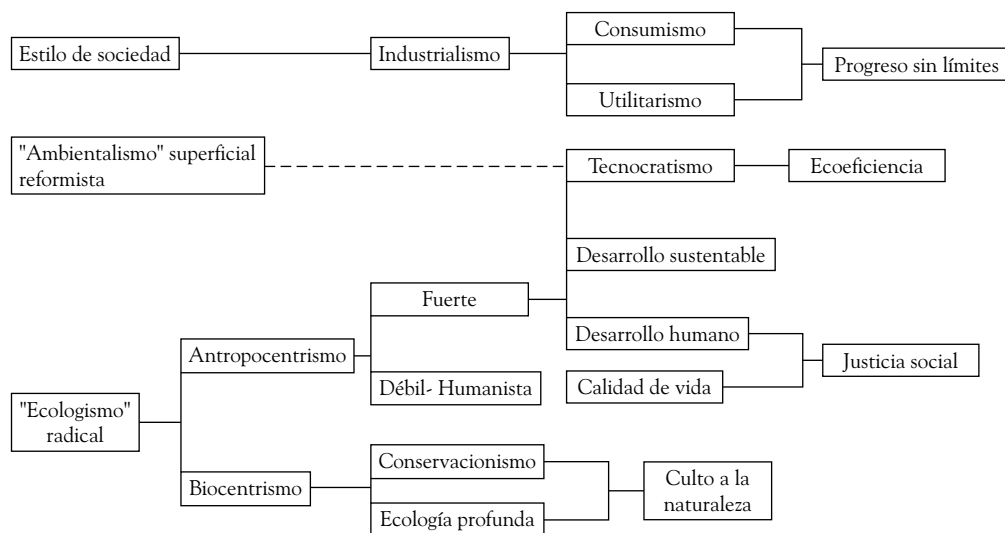 Estilo de sociedad
Industrialismo
Consumismo
Utilitarismo
Progreso sin límites
"Ambientalismo" superficial
reformista
Tecnocratismo
Ecoeficiencia
Desarrollo sustentable
Fuerte
Desarrollo humano
Antropocentrismo
Justicia social
Débil- Humanista
Calidad de vida
"Ecologismo"
radical
Conservacionismo
Biocentrismo
Culto a la
naturaleza
Ecología profunda